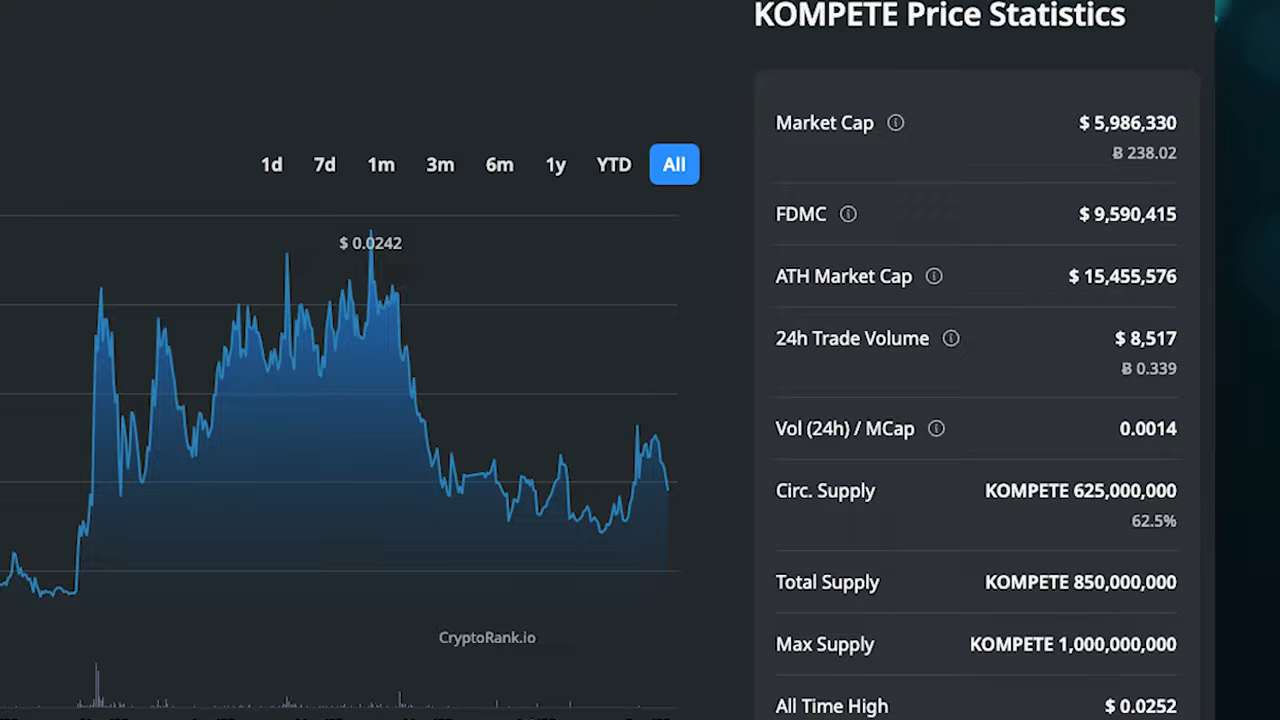 KOMPETE Price Statistics
1d 7d 1m 3m 6m 1y YTD All
$ 0.0242
CryptoRank.io
Market Cap $ 5,986,330
Ƀ 238.02
FDMC $ 9,590,415
ATH Market Cap $ 15,455,576
24h Trade Volume $ 8,517
Ƀ 0.339
Vol (24h) / MCap 0.0014
Circ. Supply KOMPETE 625,000,000
62.5%
Total Supply KOMPETE 850,000,000
Max Supply KOMPETE 1,000,000,000
All Time High $ 0.0252